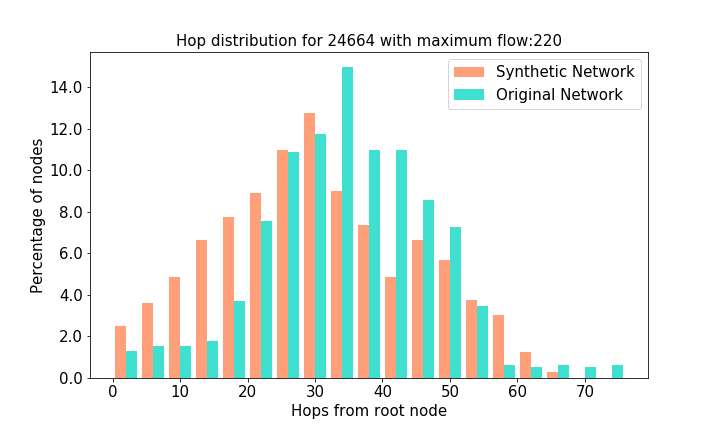 Hop distribution for 24664 with maximum flow:220
Synthetic Network
Original Network
14.0
12.0
10.0
8.0
6.0
4.0
2.0
0.0
Percentage of nodes
0 10 20 30 40 50 60 70
Hops from root node